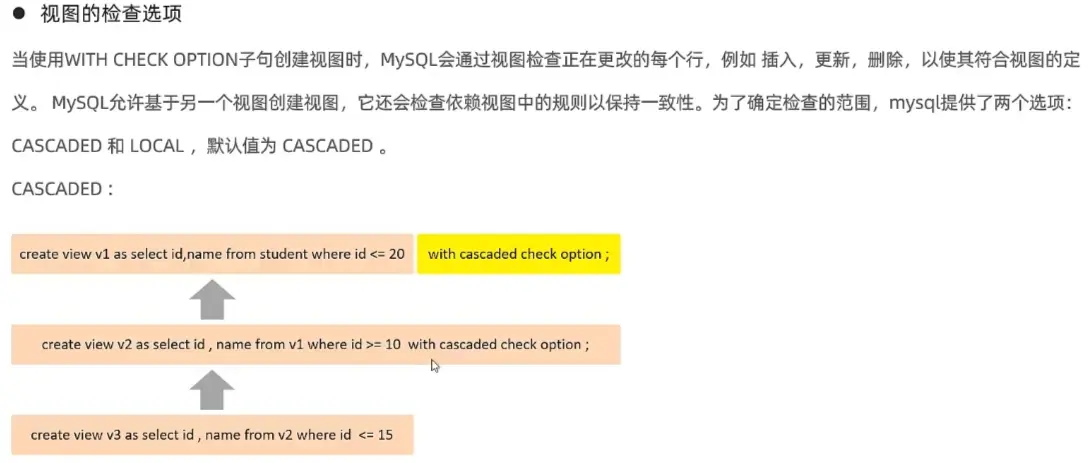 ● 视图的检查选项
当使用WITH CHECK OPTION子句创建视图时，MySQL会通过视图检查正在更改的每个行，例如 插入，更新，删除，以使其符合视图的定
义。 MySQL允许基于另一个视图创建视图，它还会检查依赖视图中的规则以保持一致性。为了确定检查的范围，mysql提供了两个选项：
CASCADED 和 LOCAL ，默认值为 CASCADED 。
CASCADED：
create view v1 as select id,name from student where id <= 20 with cascaded check option ;
create view v2 as select id , name from v1 where id >= 10 with cascaded check option ;
create view v3 as select id , name from v2 where id <= 15